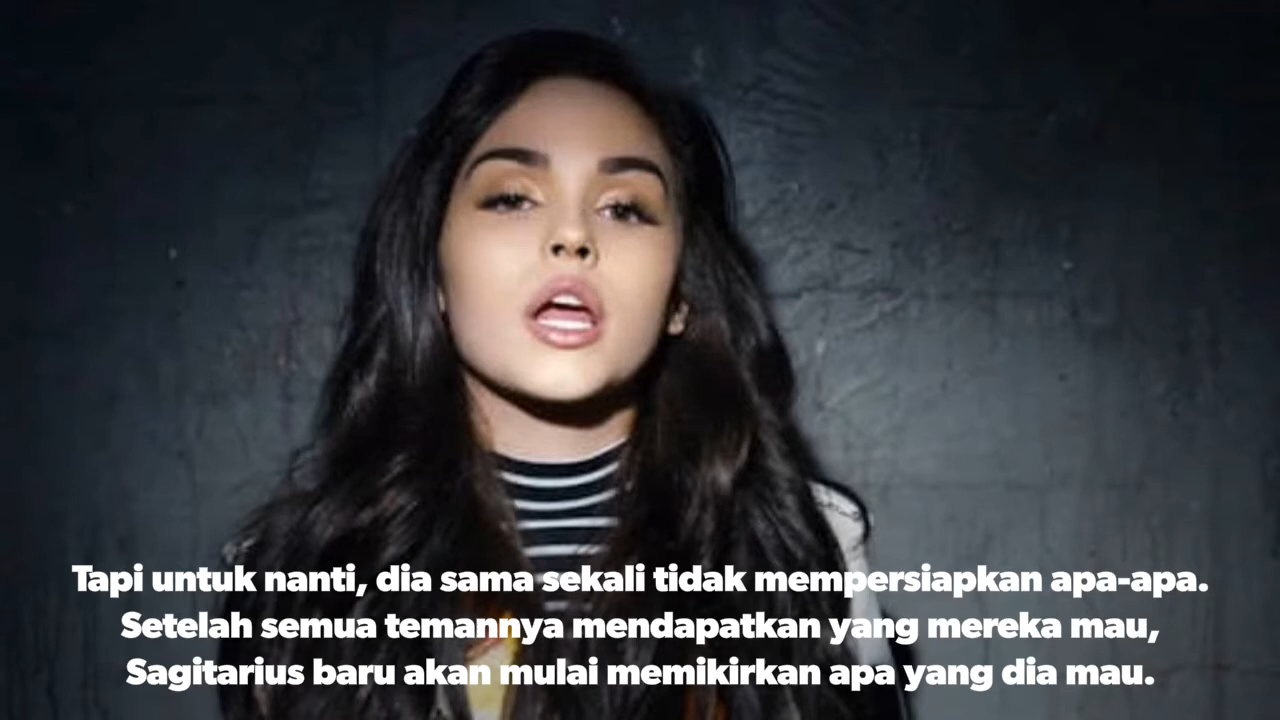 Tapi untuk nanti, dia sama sekali tidak mempersiapkan apa-apa.
Setelah semua temannya mendapatkan yang mereka mau,
Sagitarius baru akan mulai memikirkan apa yang dia mau.